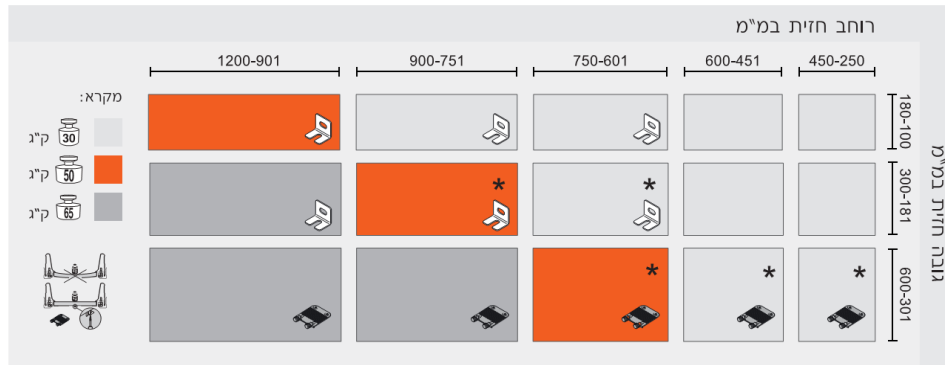 רוחב חזית במ"מ
1200-901 900-751 750-601 600-451 450-250
גובה חזית במ"מ
180-100
300-181
600-301
מקרא:
30 ק"ג
50 ק"ג
65 ק"ג
* *
* * *